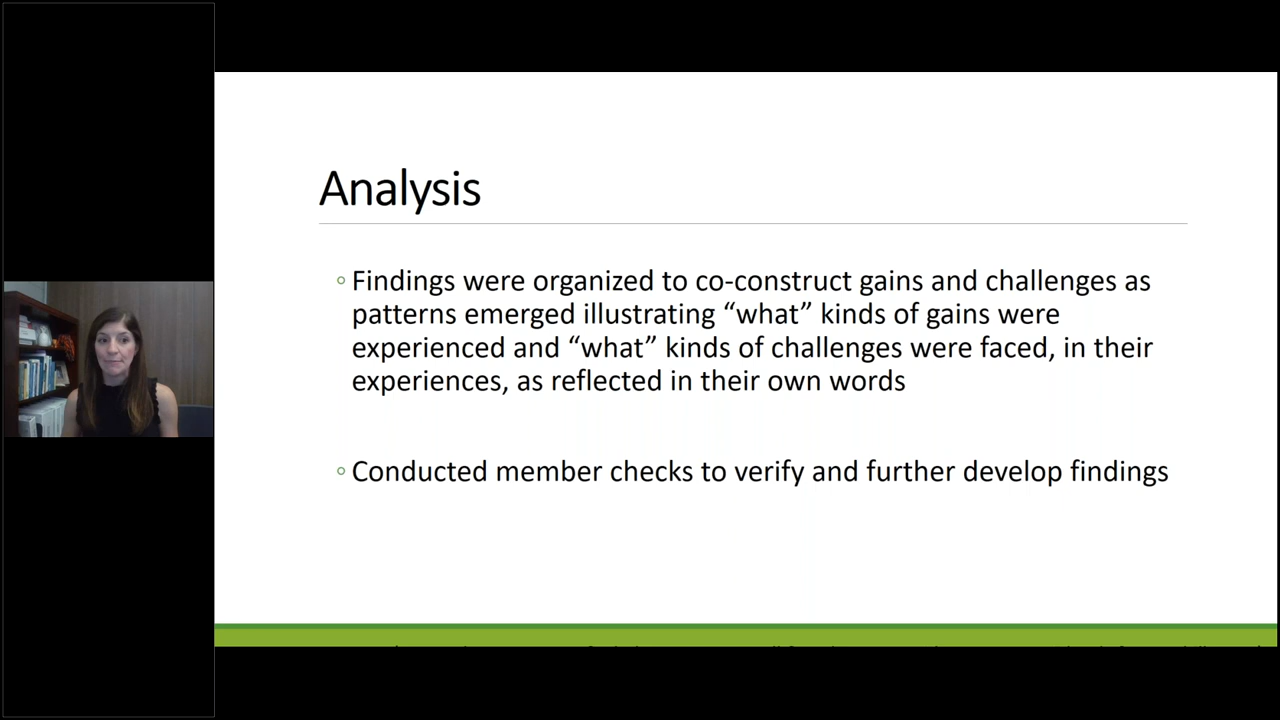 Analysis
◦ Findings were organized to co-construct gains and challenges as
patterns emerged illustrating “what” kinds of gains were
experienced and “what” kinds of challenges were faced, in their
experiences, as reflected in their own words
◦ Conducted member checks to verify and further develop findings